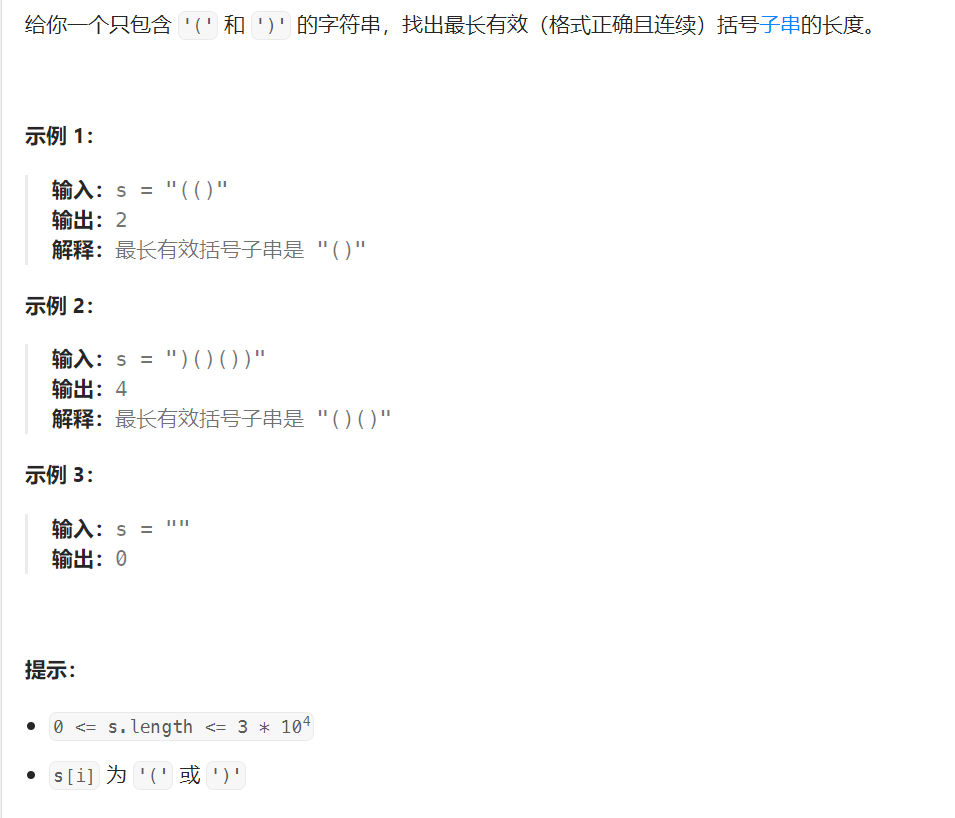 给你一个只包含 '(' 和 ')' 的字符串，找出最长有效（格式正确且连续）括号子串的长度。
示例 1：
输入：s = "(()"
输出：2
解释：最长有效括号子串是 "()"
示例 2：
输入：s = ")()())"
输出：4
解释：最长有效括号子串是 "()()"
示例 3：
输入：s = ""
输出：0
提示：
• 0 <= s.length <= 3 * 10⁴
• s[i] 为 '(' 或 ')'